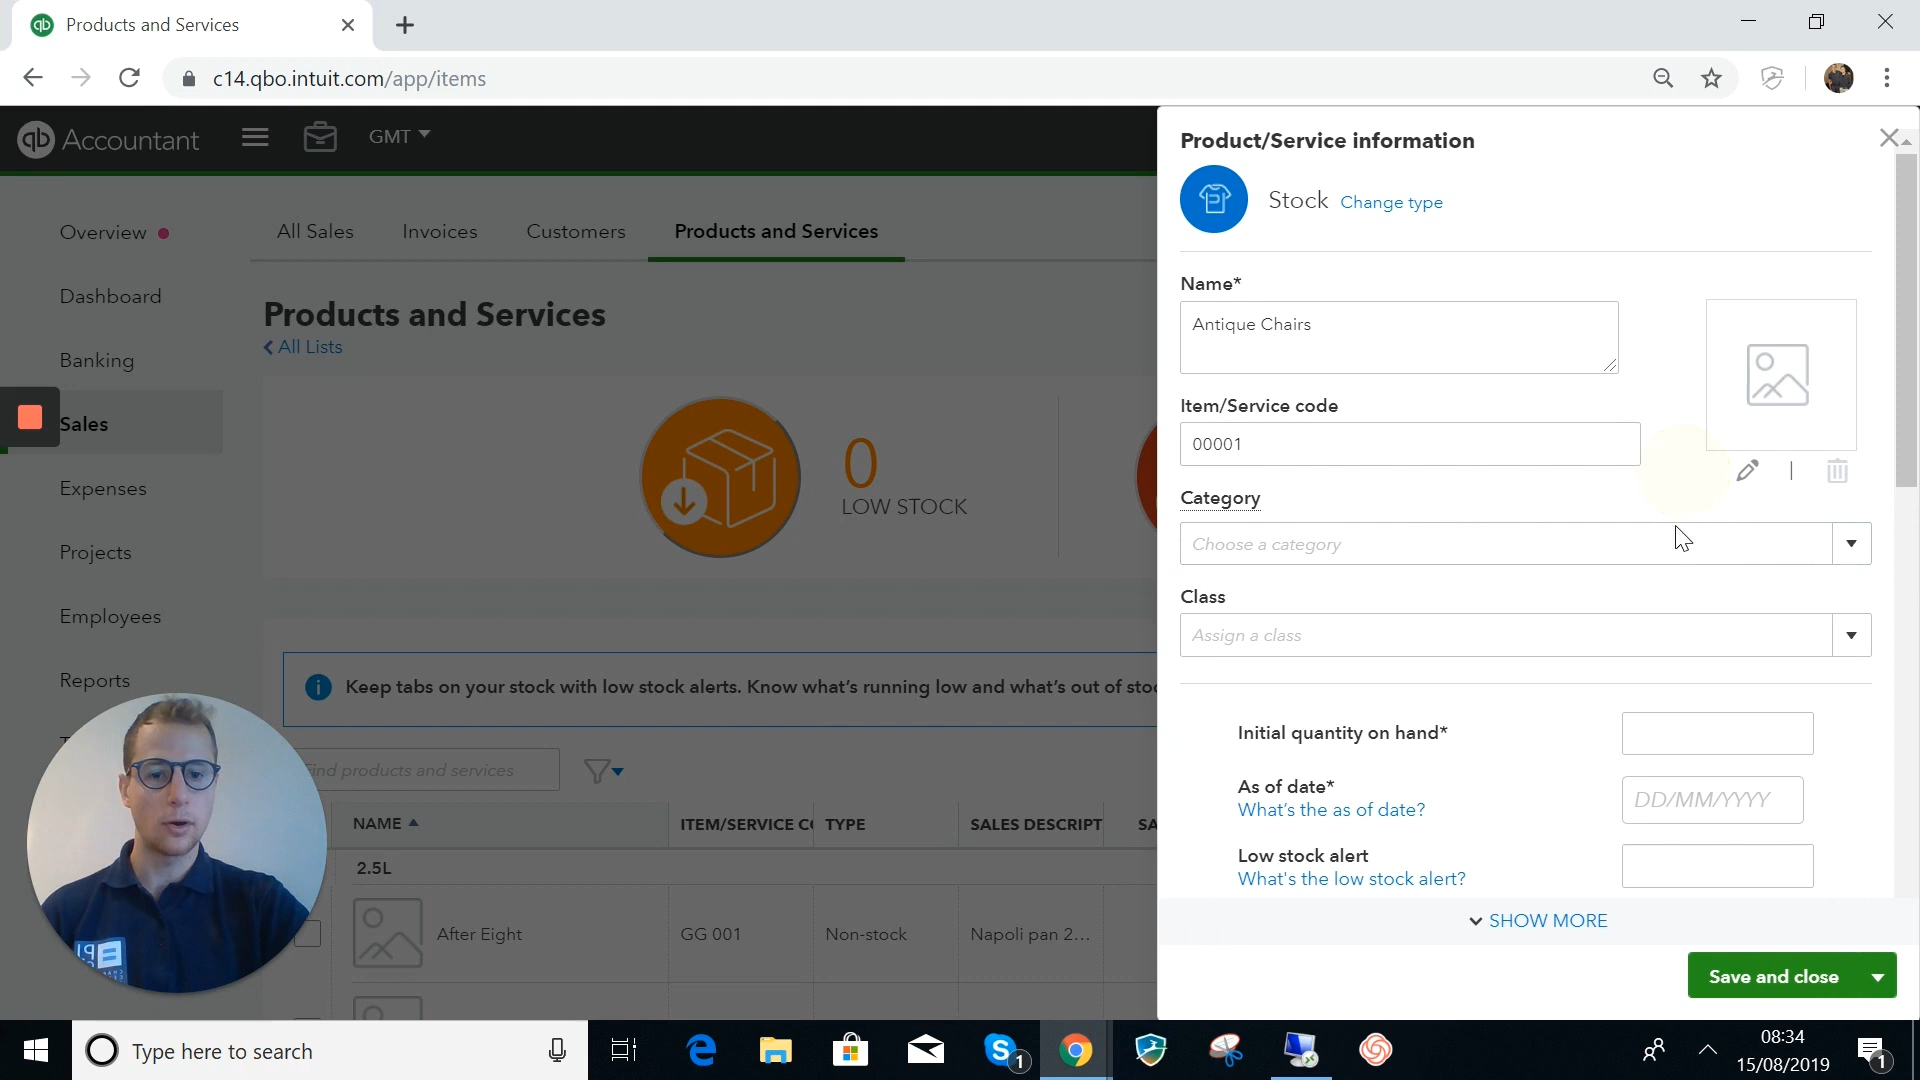 qb Products and Services
c14.qbo.intuit.com/app/items
qb Accountant
GMT
Overview
Dashboard
Banking
Sales
Expenses
Projects
Employees
Reports
All Sales
Invoices
Customers
Products and Services
Products and Services
All Lists
0
LOW STOCK
Keep tabs on your stock with low stock alerts. Know what's running low and what's out of
Find products and services
NAME
ITEM/SERVICE
TYPE
SALES
2.5L
After Eight
GG 001
Non-stock
Napoli pan 2...
Product/Service information
Stock Change type
Name*
Antique Chairs
Item/Service code
00001
Category
Choose a category
Class
Assign a class
Initial quantity on hand*
As of date*
What's the as of date?
DD/MM/YYYY
Low stock alert
What's the low stock alert?
SHOW MORE
Save and close
Type here to search
1
08:34
15/08/2019
1